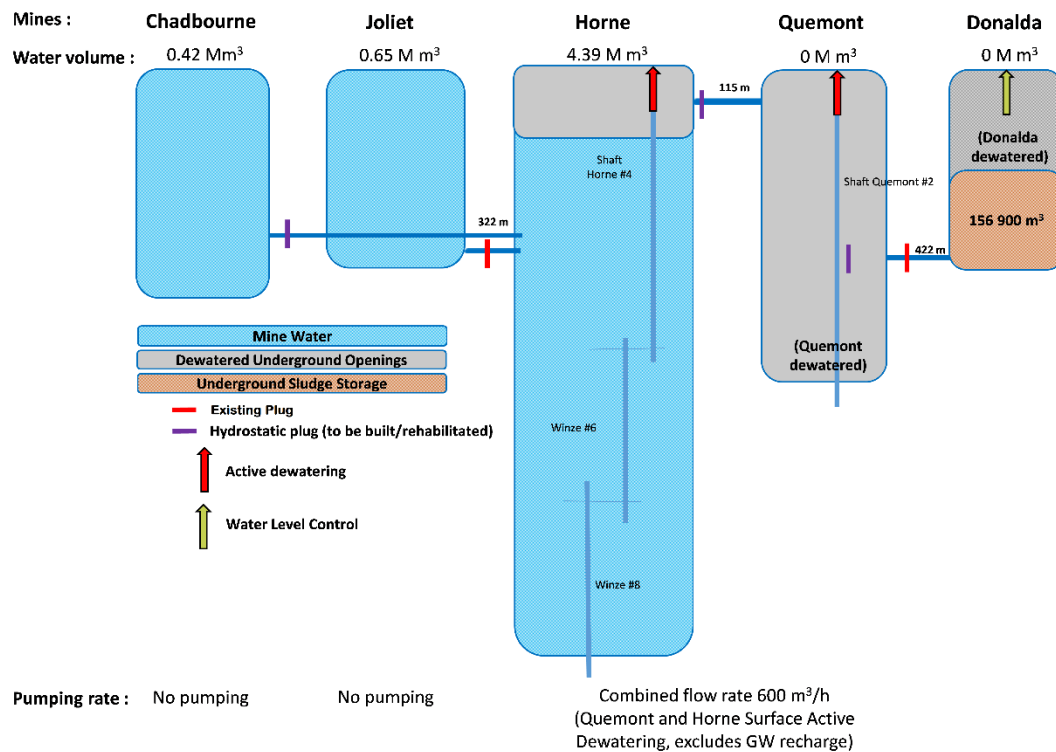 Mines : Chadbourne Joliet Horne Quemont Donalda
Water volume : 0.42 Mm³ 0.65 M m³ 4.39 M m³ 0 M m³ 0 M m³
115 m
(Donalda
dewatered)
Shaft
Horne #4
Shaft Quemont #2
156 900 m³
322 m
422 m
Mine Water
Dewatered Underground Openings
Underground Sludge Storage
(Quemont
dewatered)
Existing Plug
Hydrostatic plug (to be built/rehabilitated)
Winze #6
Active dewatering
Water Level Control
Winze #8
Pumping rate : No pumping No pumping Combined flow rate 600 m³/h
(Quemont and Horne Surface Active
Dewatering, excludes GW recharge)